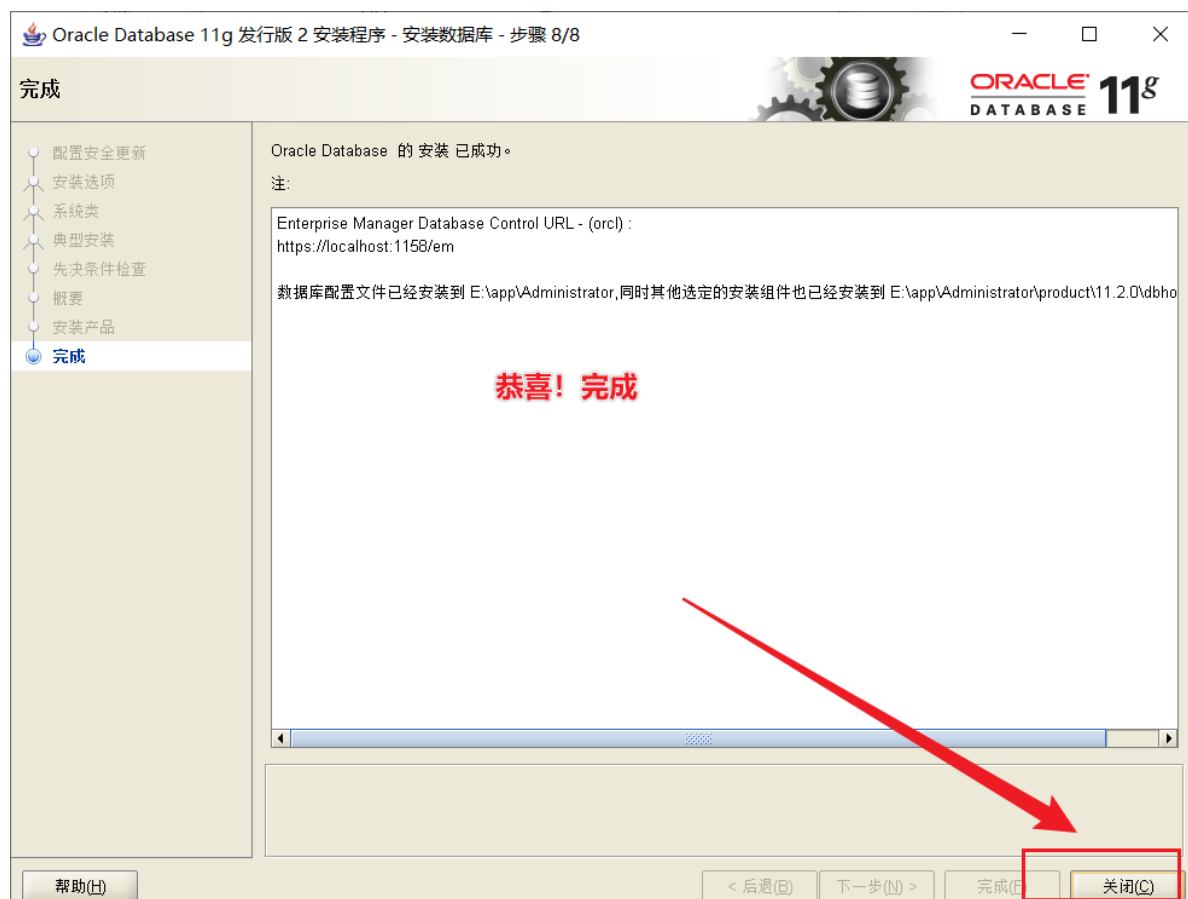 Oracle Database 11g 发行版 2 安装程序 - 安装数据库 - 步骤 8/8
完成
ORACLE
DATABASE
11g
配置安全更新
安装选项
系统类
典型安装
先决条件检查
概要
安装产品
完成
Oracle Database 的 安装 已成功。
注:
Enterprise Manager Database Control URL - (orcl) :
https://localhost:1158/em
数据库配置文件已经安装到 E:\app\Administrator,同时其他选定的安装组件也已经安装到 E:\app\Administrator\product\11.2.0\dbho
恭喜！完成
帮助(H)
< 后退(B)
下一步(N) >
完成(F)
关闭(C)